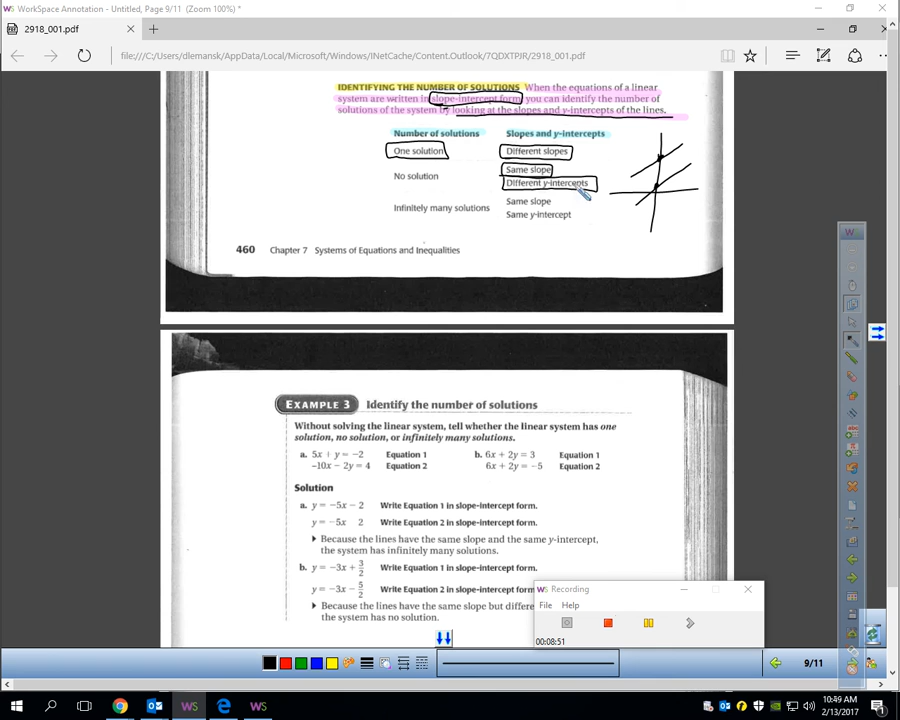 WS WorkSpace Annotation - Untitled, Page 9/11 (Zoom 100%) *
2918_001.pdf
file:///C:/Users/dlemansk/AppData/Local/Microsoft/Windows/INetCache/Content.Outlook/7QDXTPJR/2918_001.pdf
IDENTIFYING THE NUMBER OF SOLUTIONS When the equations of a linear
system are written in slope-intercept form, you can identify the number of
solutions of the system by looking at the slopes and y-intercepts of the lines.
Number of solutions Slopes and y-intercepts
One solution Different slopes
No solution Same slope
Different y-intercepts
Infinitely many solutions Same slope
Same y-intercept
460 Chapter 7 Systems of Equations and Inequalities
EXAMPLE 3 Identify the number of solutions
Without solving the linear system, tell whether the linear system has one
solution, no solution, or infinitely many solutions.
a. 5x + y = -2 Equation 1 b. 6x + 2y = 3 Equation 1
-10x - 2y = 4 Equation 2 6x + 2y = -5 Equation 2
Solution
a. y = -5x - 2 Write Equation 1 in slope-intercept form.
y = -5x 2 Write Equation 2 in slope-intercept form.
Because the lines have the same slope and the same y-intercept,
the system has infinitely many solutions.
b. y = -3x + 3/2 Write Equation 1 in slope-intercept form.
y = -3x - 5/2 Write Equation 2 in slope-intercept form
Because the lines have the same slope but differe
the system has no solution.
WS Recording
File Help
00:08:51
9/11
10:49 AM
2/13/2017